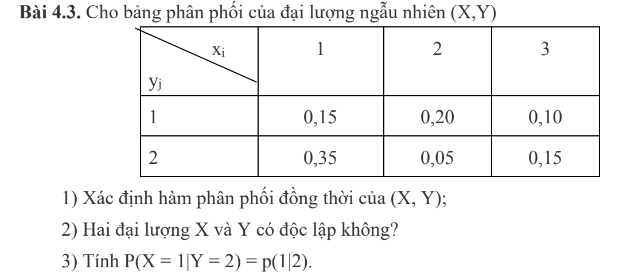 Bài 4.3. Cho bảng phân phối của đại lượng ngẫu nhiên (X,Y)
xi 1 2 3
yj
1 0,15 0,20 0,10
2 0,35 0,05 0,15
1) Xác định hàm phân phối đồng thời của (X, Y);
2) Hai đại lượng X và Y có độc lập không?
3) Tính P(X = 1|Y = 2) = p(1|2).